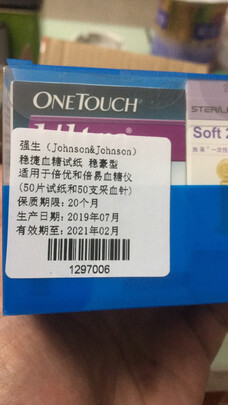 ONETOUCH
STERILE
Soft 2
强生（Johnson&Johnson）
稳捷血糖试纸 稳豪型
适用于倍优和倍易血糖仪
(50片试纸和50支采血针)
保质期限:20个月
生产日期:2019年07月
有效期至:2021年02月
1297006